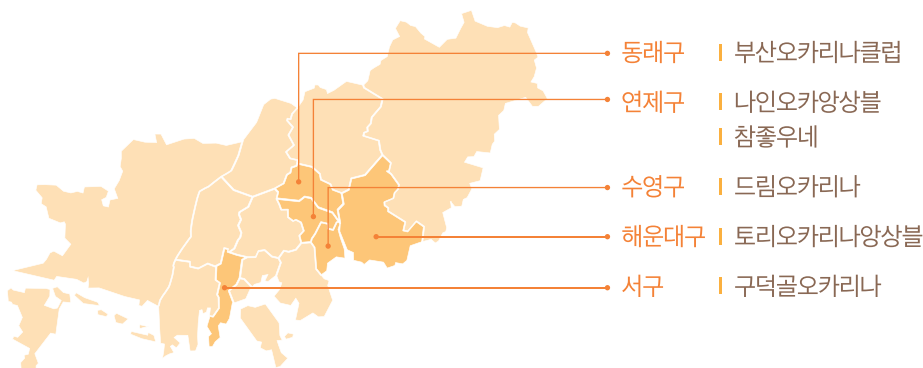 동래구 부산오카리나클럽
연제구 나인오카앙상블
참좋우네
수영구 드림오카리나
해운대구 토리오카리나앙상블
서구 구덕골오카리나